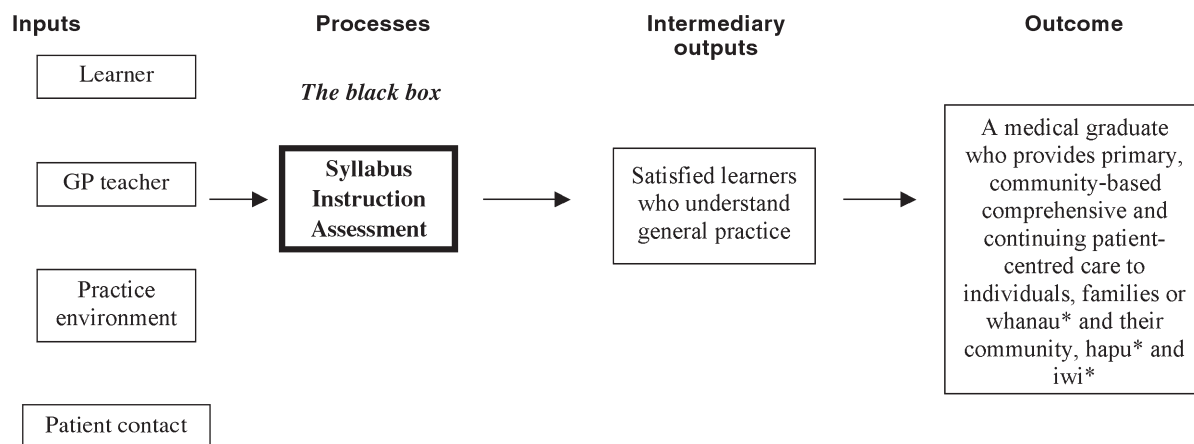 Inputs
Learner
GP teacher
Practice
environment
Patient contact
Processes
The black box
Syllabus
Instruction
Assessment
Intermediary
outputs
Satisfied learners
who understand
general practice
Outcome
A medical graduate
who provides primary,
community-based
comprehensive and
continuing patient-
centred care to
individuals, families or
whanau* and their
community, hapu* and
iwi*